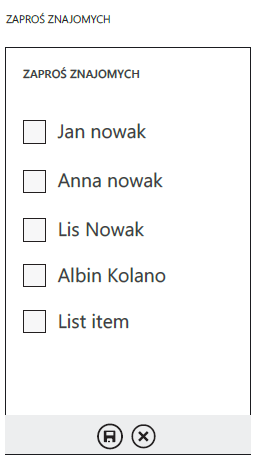 ZAPROŚ ZNAJOMYCH
ZAPROŚ ZNAJOMYCH
Jan nowak
Anna nowak
Lis Nowak
Albin Kolano
List item